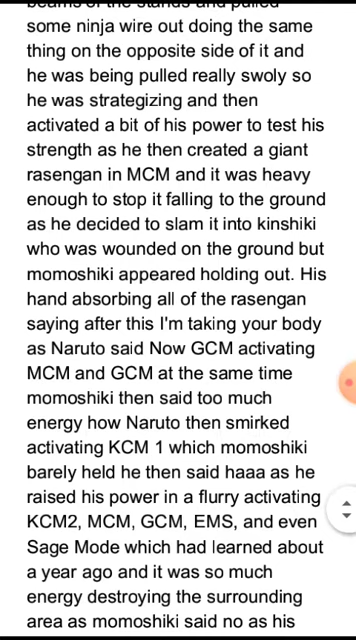 beams of the stands and pulled
some ninja wire out doing the same
thing on the opposite side of it and
he was being pulled really swoly so
he was strategizing and then
activated a bit of his power to test his
strength as he then created a giant
rasengan in MCM and it was heavy
enough to stop it falling to the ground
as he decided to slam it into kinshiki
who was wounded on the ground but
momoshiki appeared holding out. His
hand absorbing all of the rasengan
saying after this I'm taking your body
as Naruto said Now GCM activating
MCM and GCM at the same time
momoshiki then said too much
energy how Naruto then smirked
activating KCM 1 which momoshiki
barely held he then said haaa as he
raised his power in a flurry activating
KCM2, MCM, GCM, EMS, and even
Sage Mode which had learned about
a year ago and it was so much
energy destroying the surrounding
area as momoshiki said no as his